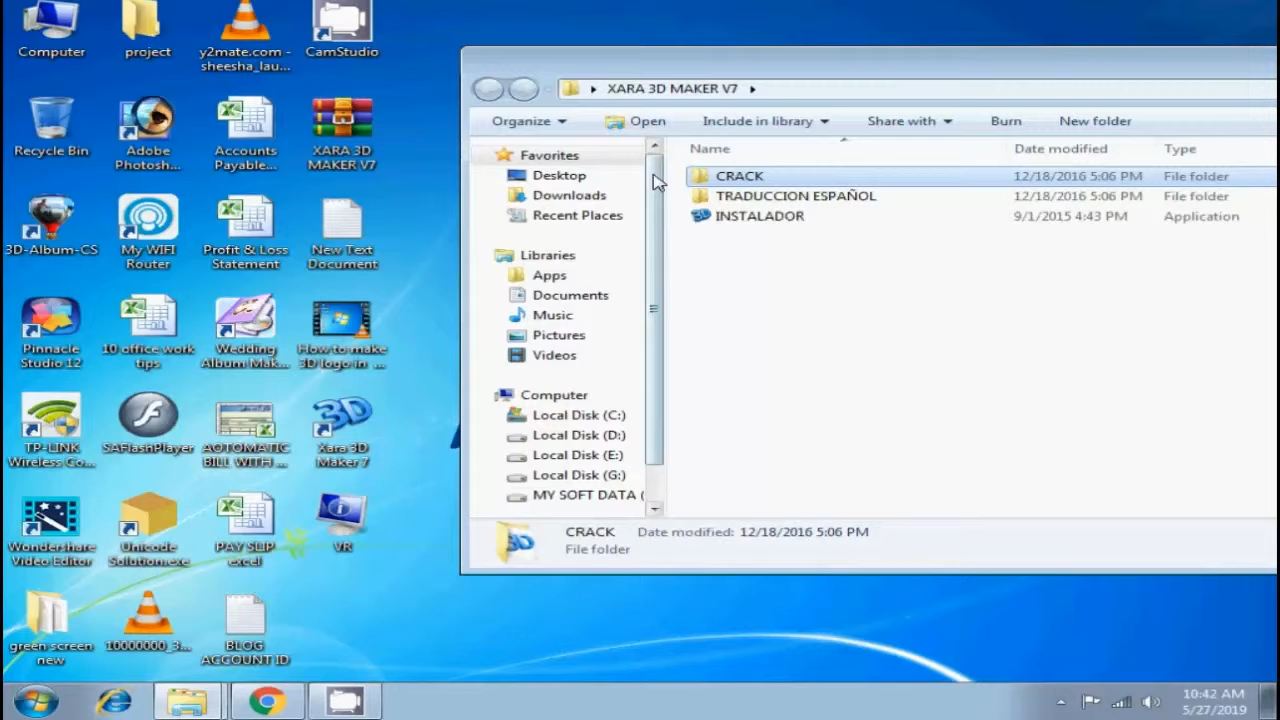 Computer
project
y2mate.com -
sheesha_lau...
CamStudio
Recycle Bin
Adobe
Photosh...
Accounts
Payable...
XARA 3D
MAKER V7
3D-Album-CS
My WIFI
Router
Profit & Loss
Statement
New Text
Document
Pinnacle
Studio 12
10 office work
tips
Wedding
Album Mak...
How to make
3D logo in ...
TP-LINK
Wireless Co...
SAFlashPlayer
AOTOMATIC
BILL WITH ...
Xara 3D
Maker 7
Wondershare
Video Editor
Unicode
Solution.exe
PAY SLIP
excel
VR
green screen
new
10000000_3...
BLOG
ACCOUNT ID
XARA 3D MAKER V7
Organize
Open
Include in library
Share with
Burn
New folder
Favorites
Desktop
Downloads
Recent Places
Libraries
Apps
Documents
Music
Pictures
Videos
Computer
Local Disk (C:)
Local Disk (D:)
Local Disk (E:)
Local Disk (G:)
MY SOFT DATA (
Name Date modified Type
CRACK 12/18/2016 5:06 PM File folder
TRADUCCION ESPAÑOL 12/18/2016 5:06 PM File folder
INSTALADOR 9/1/2015 4:43 PM Application
CRACK Date modified: 12/18/2016 5:06 PM
File folder
10:42 AM
5/27/2019